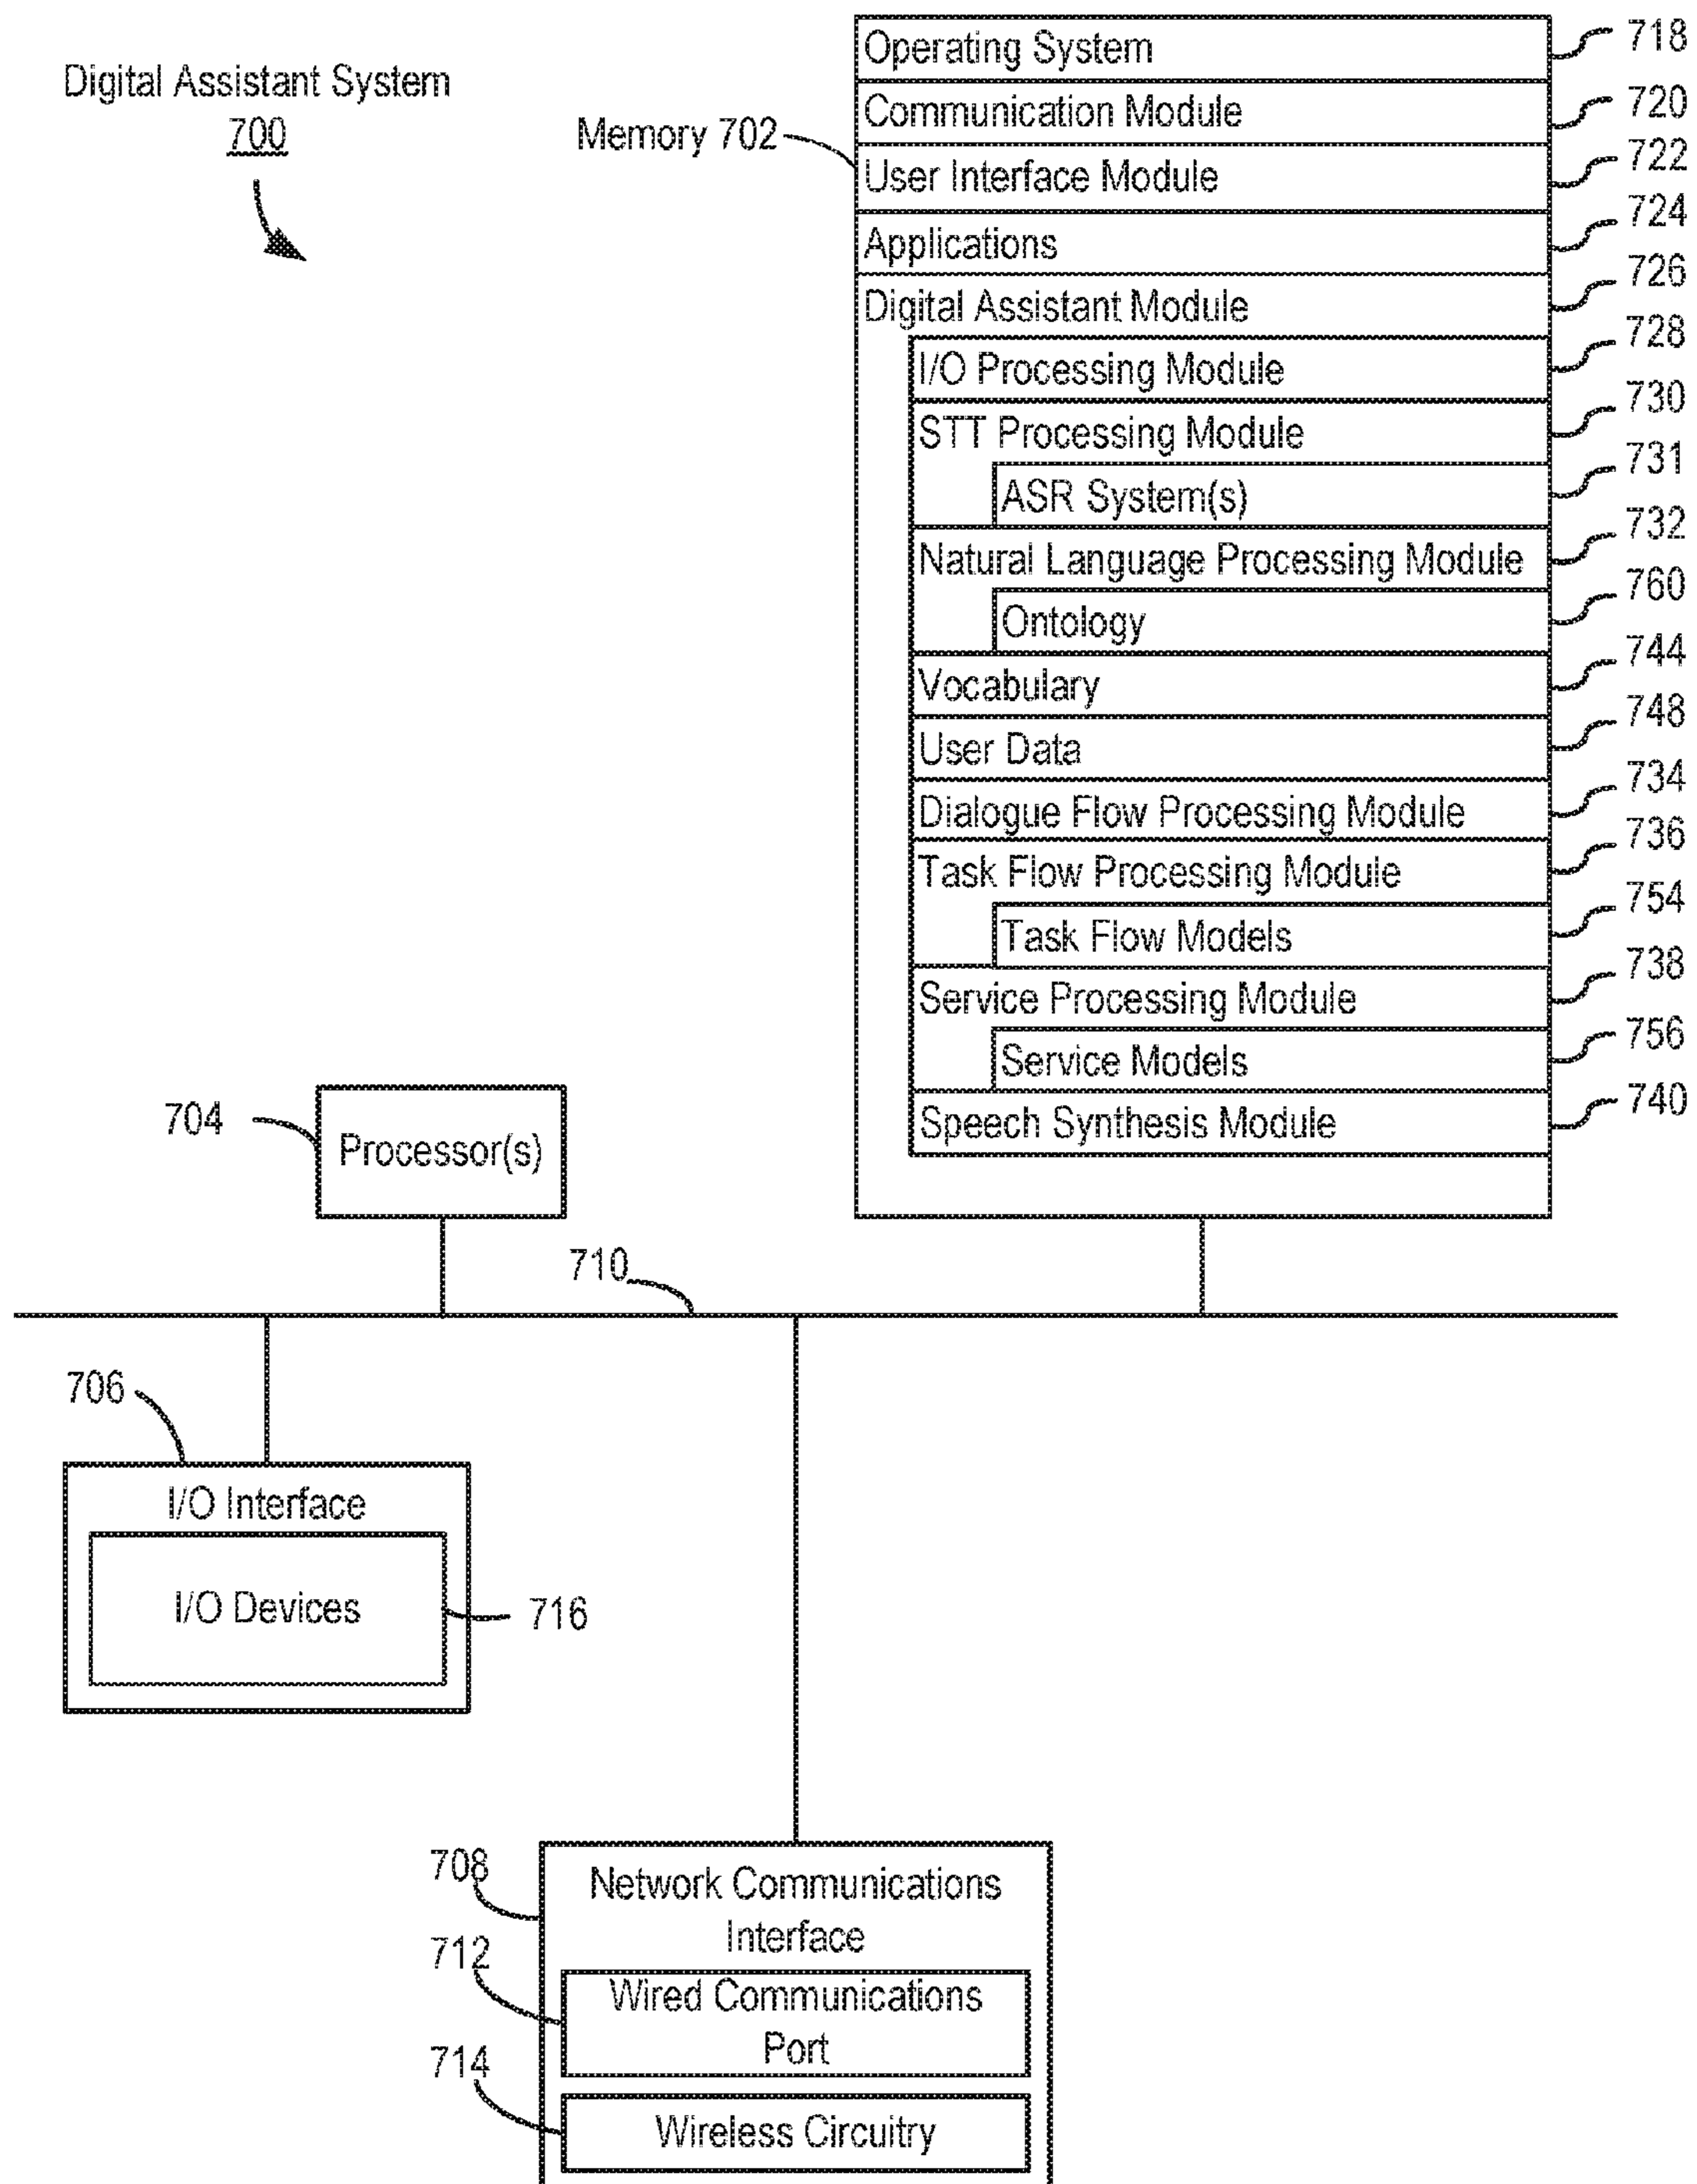 Digital Assistant System
700
Memory 702
Operating System 718
Communication Module 720
User Interface Module 722
Applications 724
Digital Assistant Module 726
I/O Processing Module 728
STT Processing Module 730
ASR System(s) 731
Natural Language Processing Module 732
Ontology 760
Vocabulary 744
User Data 748
Dialogue Flow Processing Module 734
Task Flow Processing Module 736
Task Flow Models 754
Service Processing Module 738
Service Models 756
Speech Synthesis Module 740
704
Processor(s)
710
706
I/O Interface
I/O Devices
716
708
Network Communications
Interface
712
Wired Communications
Port
714
Wireless Circuitry